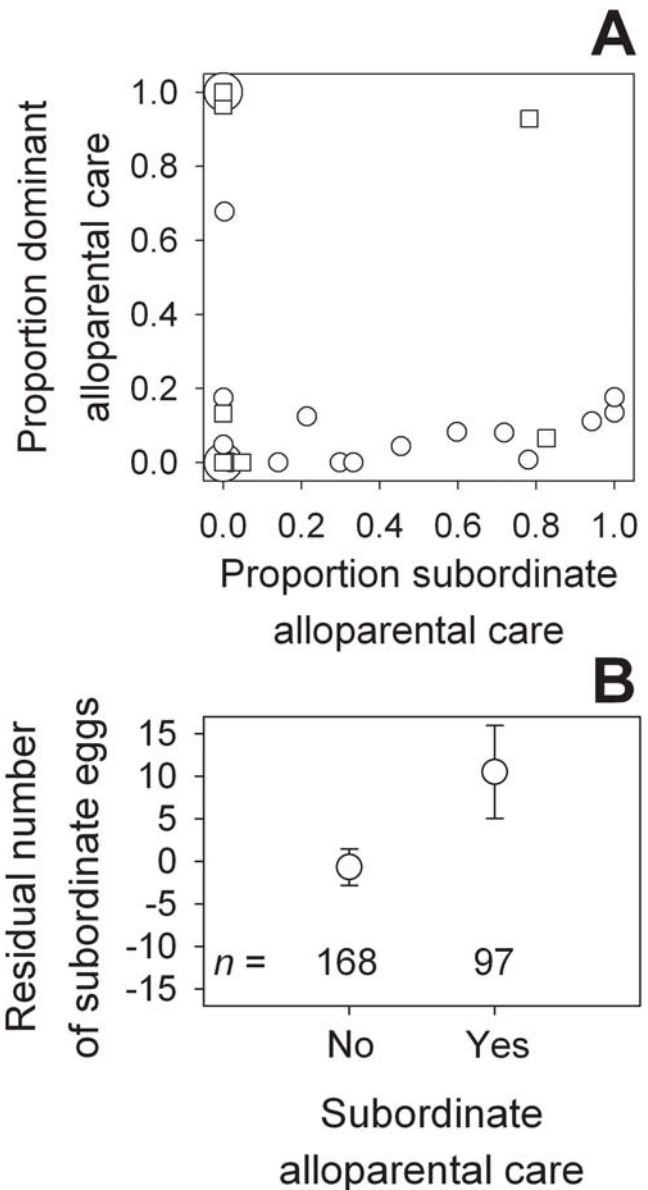 A
Proportion dominant
alloparental care
1.0
0.8
0.6
0.4
0.2
0.0
0.0 0.2 0.4 0.6 0.8 1.0
Proportion subordinate
alloparental care
B
Residual number
of subordinate eggs
15
10
5
0
-5
-10
-15
n = 168 97
No Yes
Subordinate
alloparental care